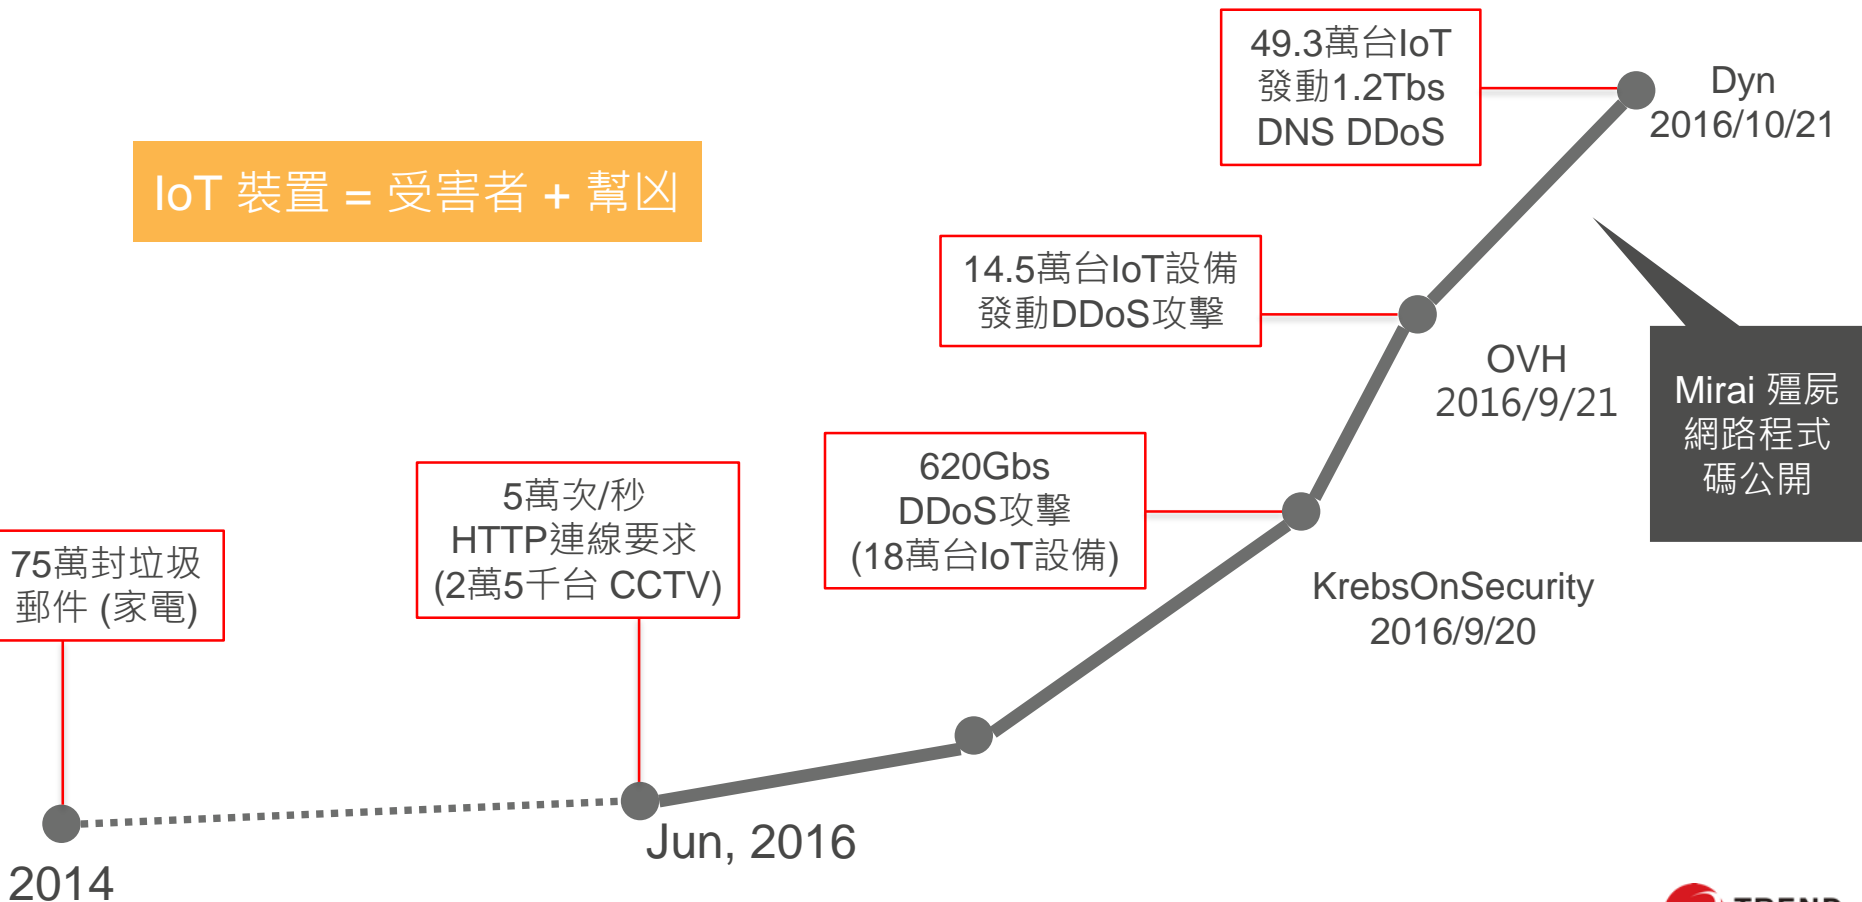 IoT 裝置 = 受害者 + 幫凶
49.3萬台IoT
發動1.2Tbs
DNS DDoS
Dyn
2016/10/21
14.5萬台IoT設備
發動DDoS攻擊
OVH
2016/9/21
Mirai 殭屍
網路程式
碼公開
620Gbs
DDoS攻擊
(18萬台IoT設備)
KrebsOnSecurity
2016/9/20
5萬次/秒
HTTP連線要求
(2萬5千台 CCTV)
75萬封垃圾
郵件 (家電)
Jun, 2016
2014
TREND